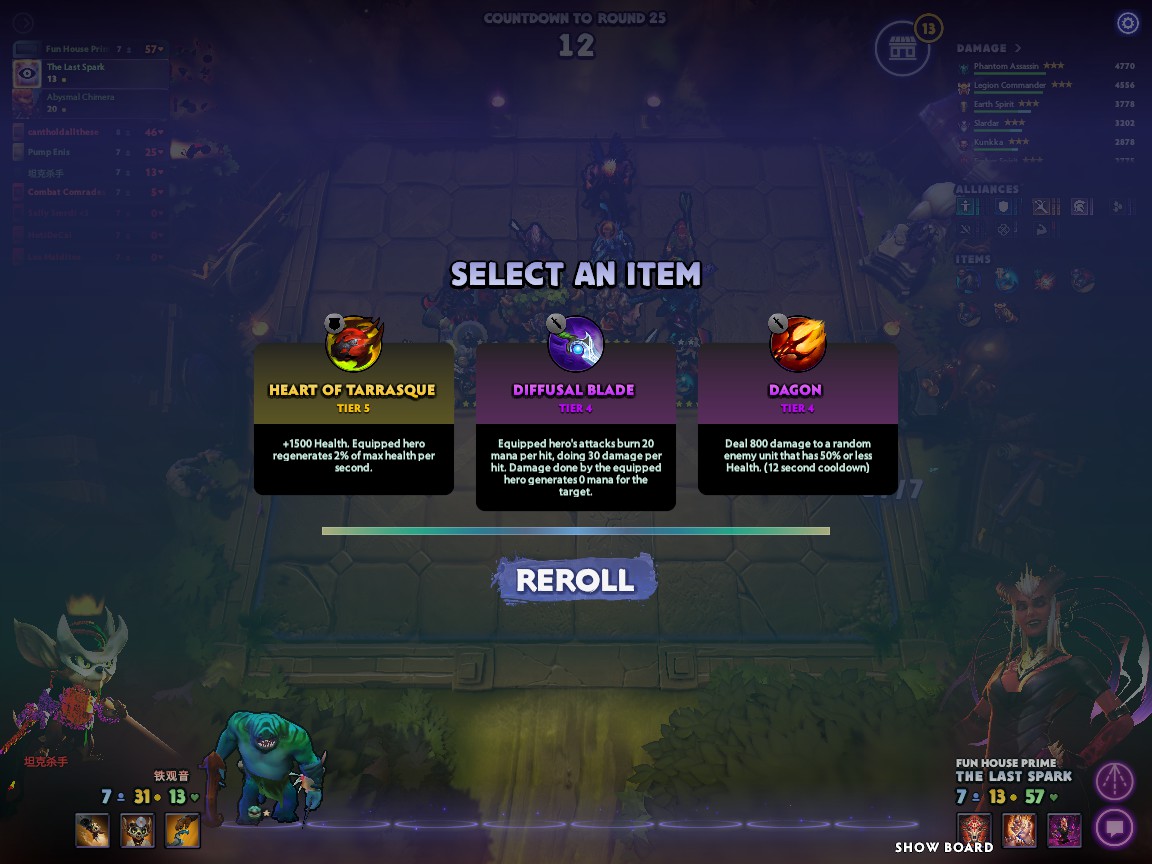 COUNTDOWN TO ROUND 25
12
13
Fun House Pri
7
57
The Last Spark
13
Abysmal Chimera
20
cantholdallthese
46
Pump Enis
7
25
坦克杀手
7
13
Combat Comrad
7
5
DAMAGE
Phantom Assassin
4770
Legion Commander
4556
Earth Spirit
3778
Slardar
3202
Kunkka
2878
ALLIANCES
ITEMS
SELECT AN ITEM
HEART OF TARRASQUE
TIER 5
+1500 Health. Equipped hero
regenerates 2% of max health per
second.
DIFFUSAL BLADE
TIER 4
Equipped hero's attacks burn 20
mana per hit, doing 30 damage per
hit. Damage done by the equipped
hero generates 0 mana for the
target.
DAGON
TIER 4
Deal 800 damage to a random
enemy unit that has 50% or less
Health. (12 second cooldown)
REROLL
坦克杀手
铁观音
7 31 13
FUN HOUSE PRIME
THE LAST SPARK
7 13 57
SHOW BOARD